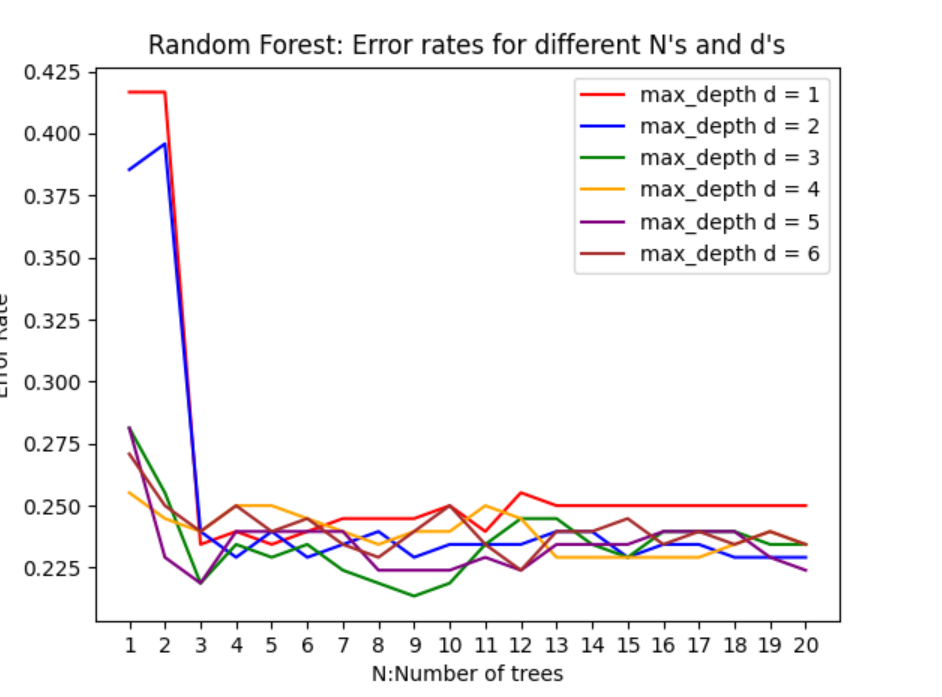 Random Forest: Error rates for different N's and d's
0.425
0.400
0.375
0.350
0.325
0.300
0.275
0.250
0.225
Error Rate
max_depth d = 1
max_depth d = 2
max_depth d = 3
max_depth d = 4
max_depth d = 5
max_depth d = 6
1 2 3 4 5 6 7 8 9 10 11 12 13 14 15 16 17 18 19 20
N:Number of trees